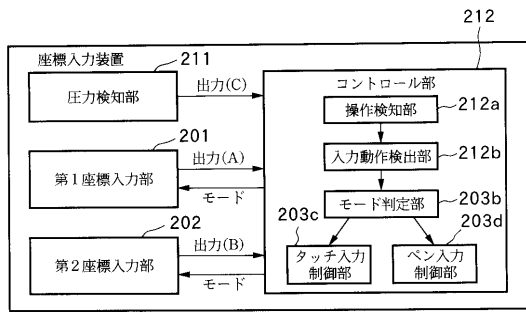 212
座標入力装置
211
圧力検知部
出力(C)
コントロール部
操作検知部
212a
201
第1座標入力部
出力(A)
モード
入力動作検出部
212b
モード判定部
203b
203c
203d
202
第2座標入力部
出力(B)
モード
タッチ入力
制御部
ペン入力
制御部